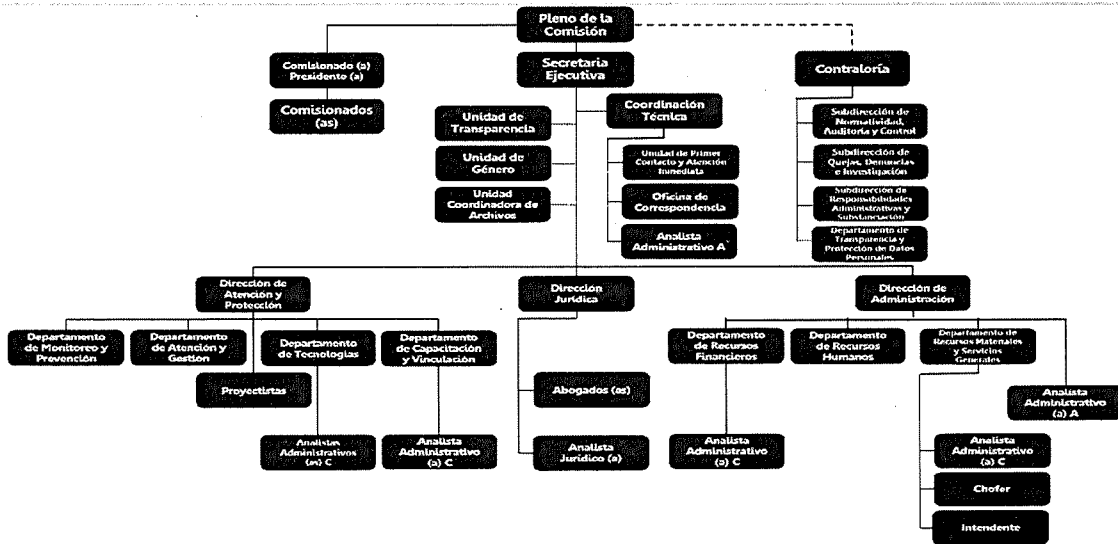 Pleno de la
Comisión
Comisionado (a)
Presidente (a)
Comisionados
(as)
Secretaria
Ejecutiva
Contraloría
Unidad de
Transparencia
Unidad de
Género
Unidad
Coordinadora de
Archivos
Coordinación
Técnica
Unidad de Primer
Contacto y Atención
Inmediata
Oficina de
Correspondencia
Analista
Administrativo A
Subdirección de
Normatividad,
Auditoría y Control
Subdirección de
Quejas, Denuncias
e Investigación
Subdirección de
Responsabilidades
Administrativas y
Substanciación
Departamento de
Transparencia y
Protección de Datos
Personales
Dirección de
Atención y
Protección
Dirección
Jurídica
Dirección de
Administración
Departamento
de Monitoreo y
Prevención
Departamento
de Atención y
Gestión
Departamento
de Tecnologías
Departamento
de Capacitación
y Vinculación
Proyectistas
Analistas
Administrativos
(as) C
Analista
Administrativo
(a) C
Abogados (as)
Analista
Jurídico (a)
Departamento
de Recursos
Financieros
Departamento
de Recursos
Humanos
Departamento de
Recursos Materiales
y Servicios
Generales
Analista
Administrativo
(a) A
Analista
Administrativo
(a) C
Analista
Administrativo
(a) C
Chofer
Intendente